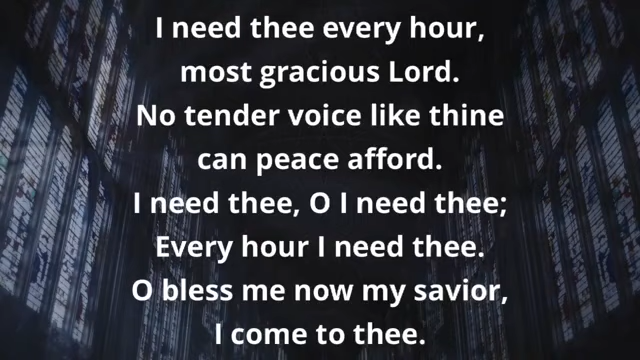 I need thee every hour,
most gracious Lord.
No tender voice like thine
can peace afford.
I need thee, O I need thee;
Every hour I need thee.
O bless me now my savior,
I come to thee.